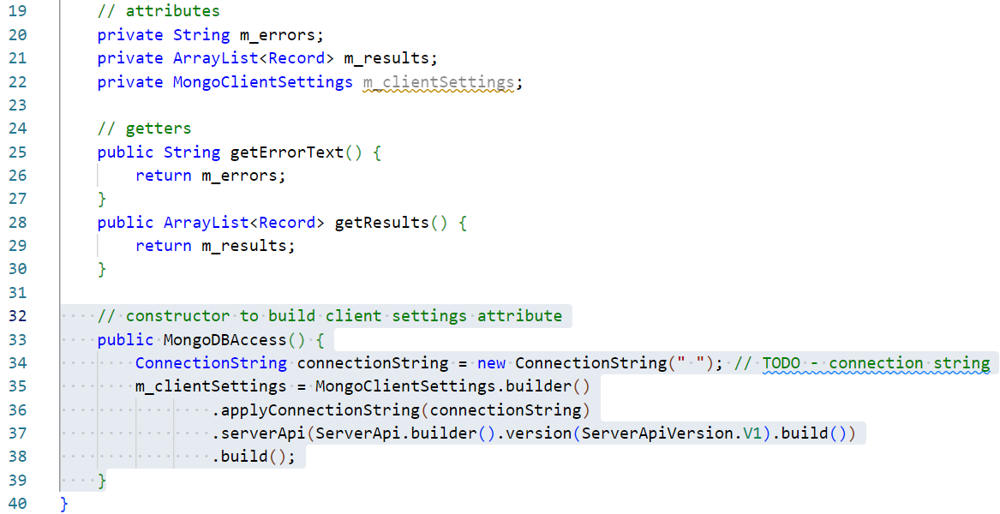 19 // attributes
20 private String m_errors;
21 private ArrayList<Record> m_results;
22 private MongoClientSettings m_clientSettings;
23
24 // getters
25 public String getErrorText() {
26 return m_errors;
27 }
28 public ArrayList<Record> getResults() {
29 return m_results;
30 }
31
32 // constructor to build client settings attribute
33 public MongoDBAccess() {
34 ConnectionString connectionString = new ConnectionString(" "); // TODO - connection string
35 m_clientSettings = MongoClientSettings.builder()
36 .applyConnectionString(connectionString)
37 .serverApi(ServerApi.builder().version(ServerApiVersion.V1).build())
38 .build();
39 }
40 }